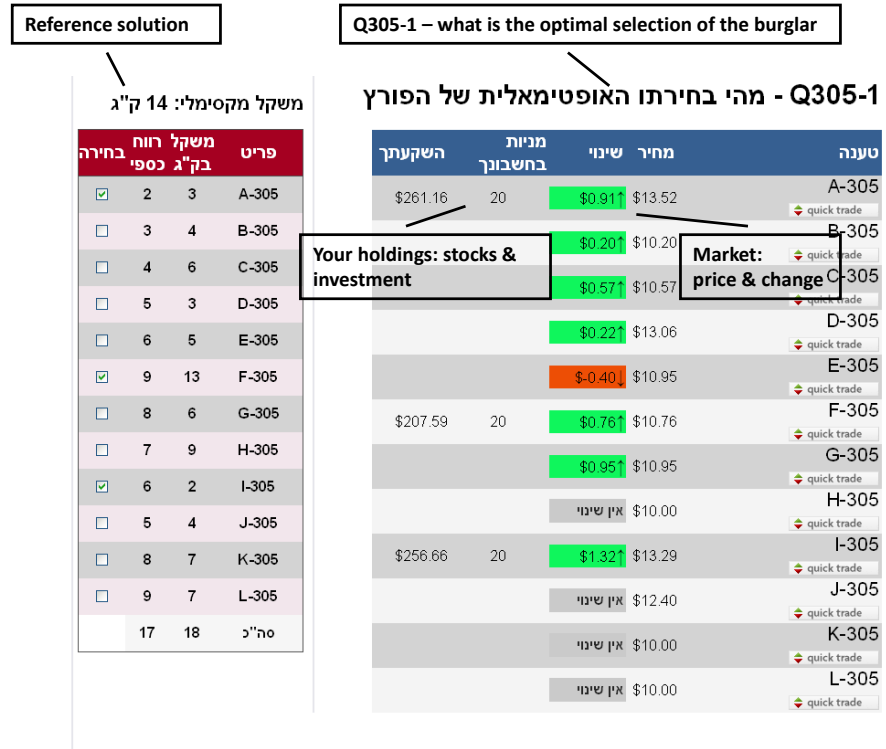 Reference solution
Q305-1 – what is the optimal selection of the burglar
משקל מקסימלי: 14 ק"ג
פריט משקל בק"ג רווח כספי בחירה
A-305 3 2
B-305 4 3
C-305 6 4
D-305 3 5
E-305 5 6
F-305 13 9
G-305 6 8
H-305 9 7
I-305 2 6
J-305 4 5
K-305 7 8
L-305 7 9
סה"כ 18 17
Q305-1 - מהי בחירתו האופטימאלית של הפורץ
טענה מחיר שינוי מניות בחשבונך השקעתך
A-305 $13.52 $0.91↑ 20 $261.16
quick trade
B-305 $10.20 $0.20↑
quick trade
C-305 $10.57 $0.57↑
quick trade
D-305 $13.06 $0.22↑
quick trade
E-305 $10.95 $-0.40↓
quick trade
F-305 $10.76 $0.76↑ 20 $207.59
quick trade
G-305 $10.95 $0.95↑
quick trade
H-305 $10.00 אין שינוי
quick trade
I-305 $13.29 $1.32↑ 20 $256.66
quick trade
J-305 $12.40 אין שינוי
quick trade
K-305 $10.00 אין שינוי
quick trade
L-305 $10.00 אין שינוי
quick trade
Your holdings: stocks &
investment
Market:
price & change